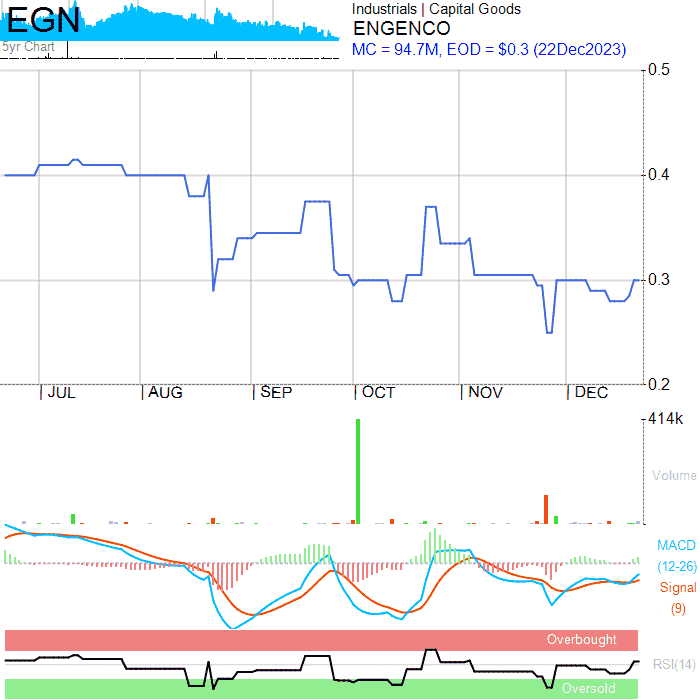 EGN
5yr Chart
Industrials | Capital Goods
ENGENCO
MC = 94.7M, EOD = $0.3 (22Dec2023)
0.5
0.4
0.3
0.2
| JUL | AUG | SEP | OCT | NOV | DEC
414k
Volume
MACD
(12-26)
Signal
(9)
Overbought
RSI(14)
Oversold